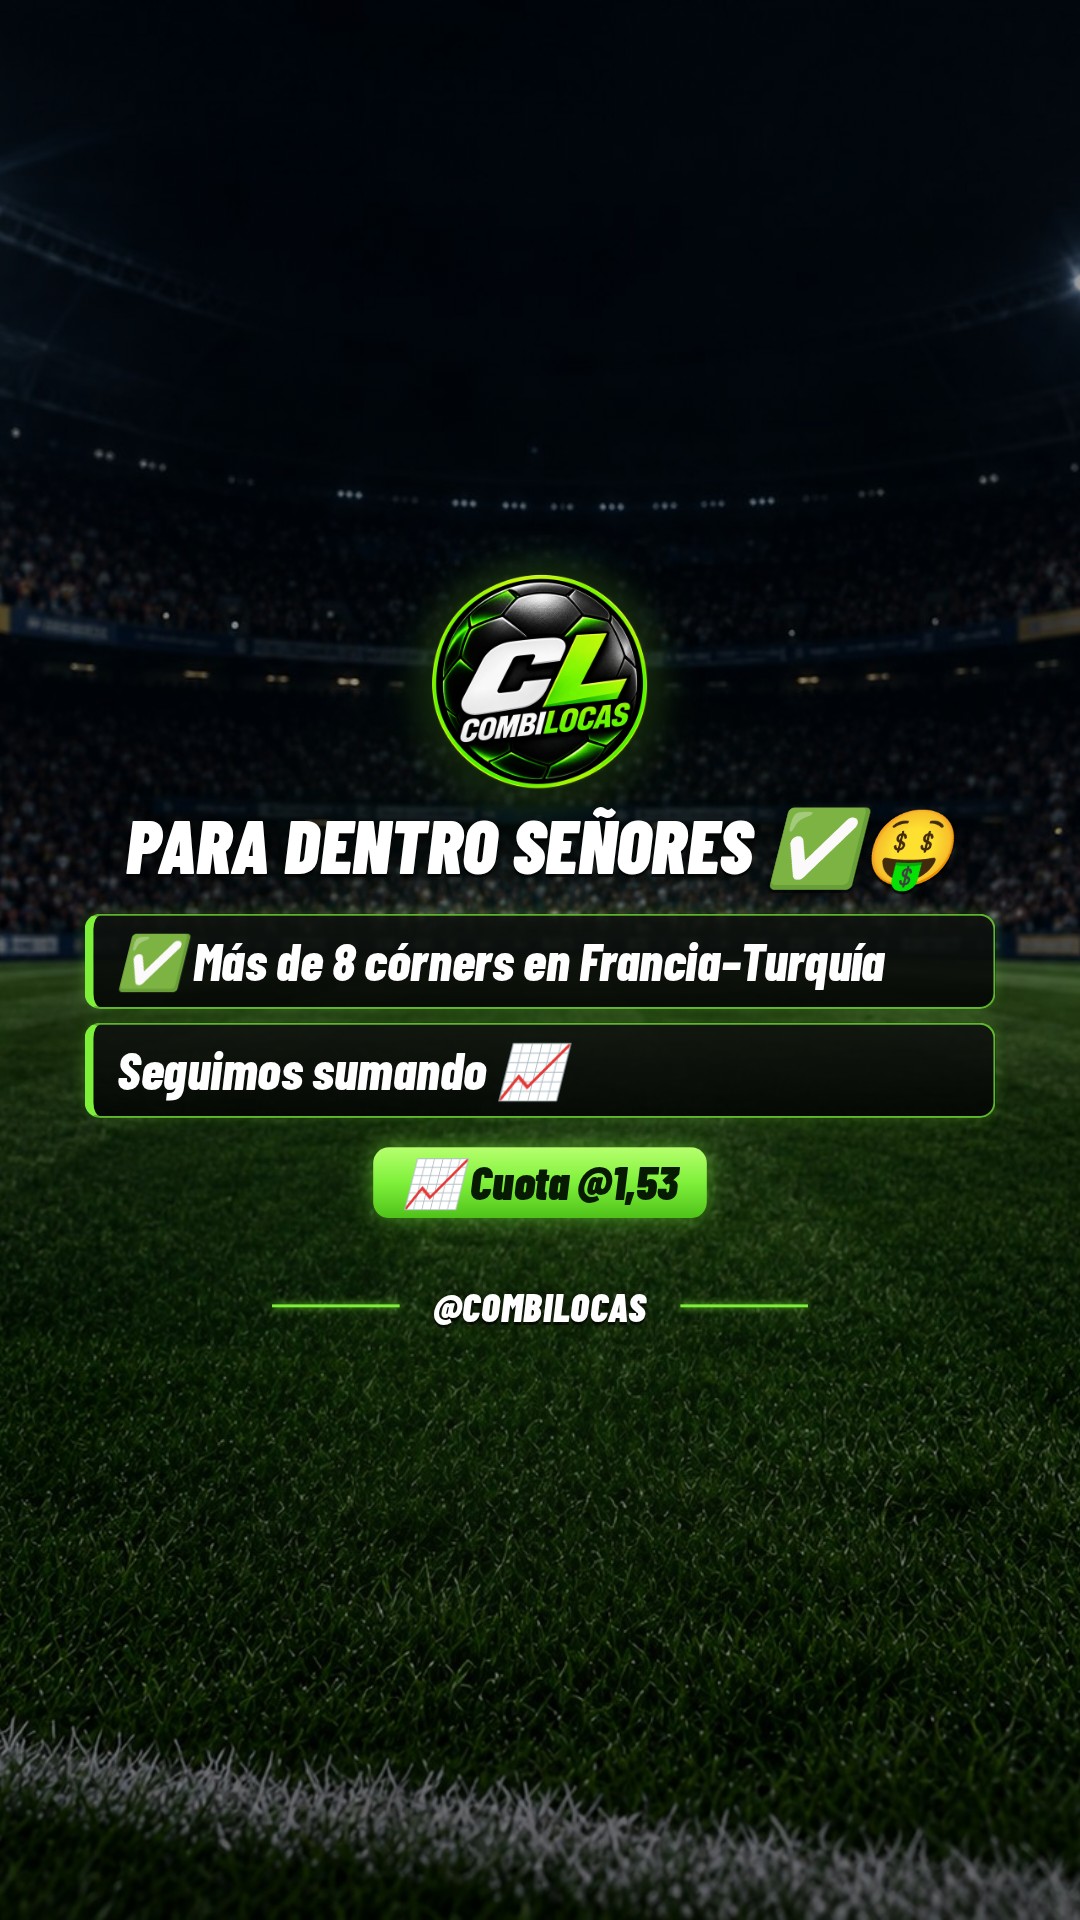 CL
COMBILOCAS
PARA DENTRO SEÑORES ✅🤑
✅ Más de 8 córners en Francia-Turquía
Seguimos sumando 📈
📈 Cuota @1,53
@COMBILOCAS